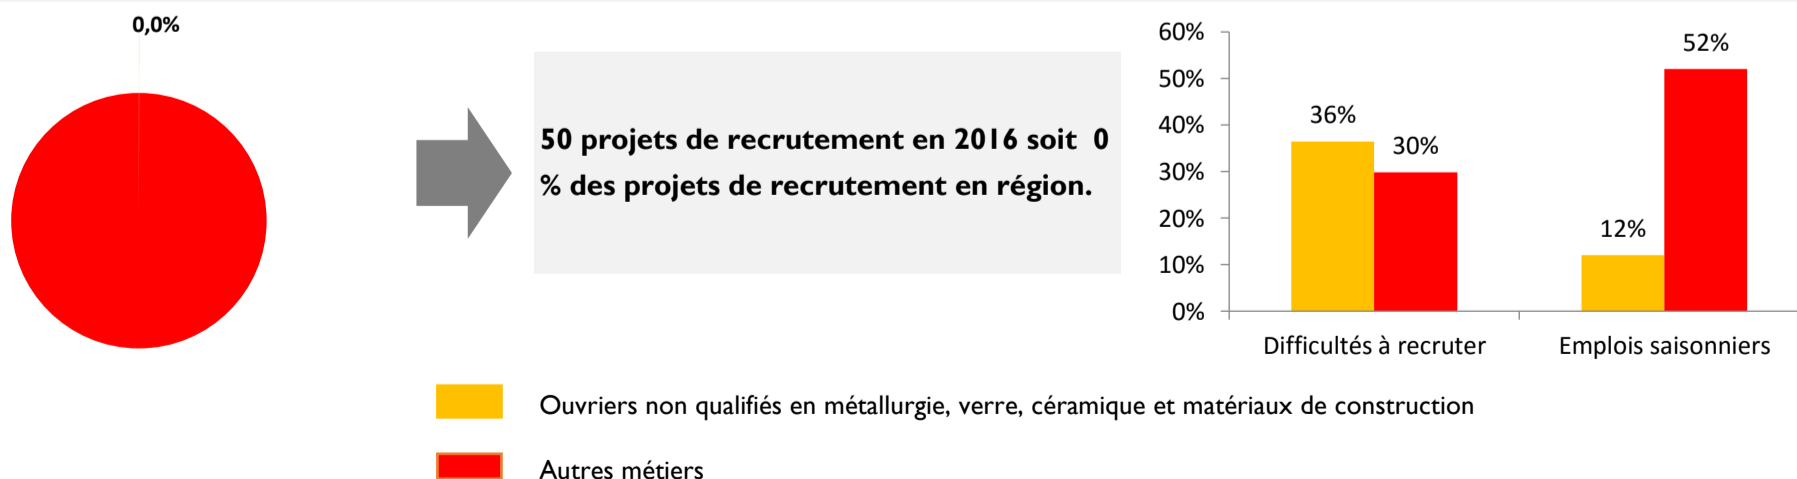 0,0%
50 projets de recrutement en 2016 soit 0
% des projets de recrutement en région.
60%
50%
40%
30%
20%
10%
0%
36%
30%
12%
52%
Difficultés à recruter
Emplois saisonniers
Ouvriers non qualifiés en métallurgie, verre, céramique et matériaux de construction
Autres métiers